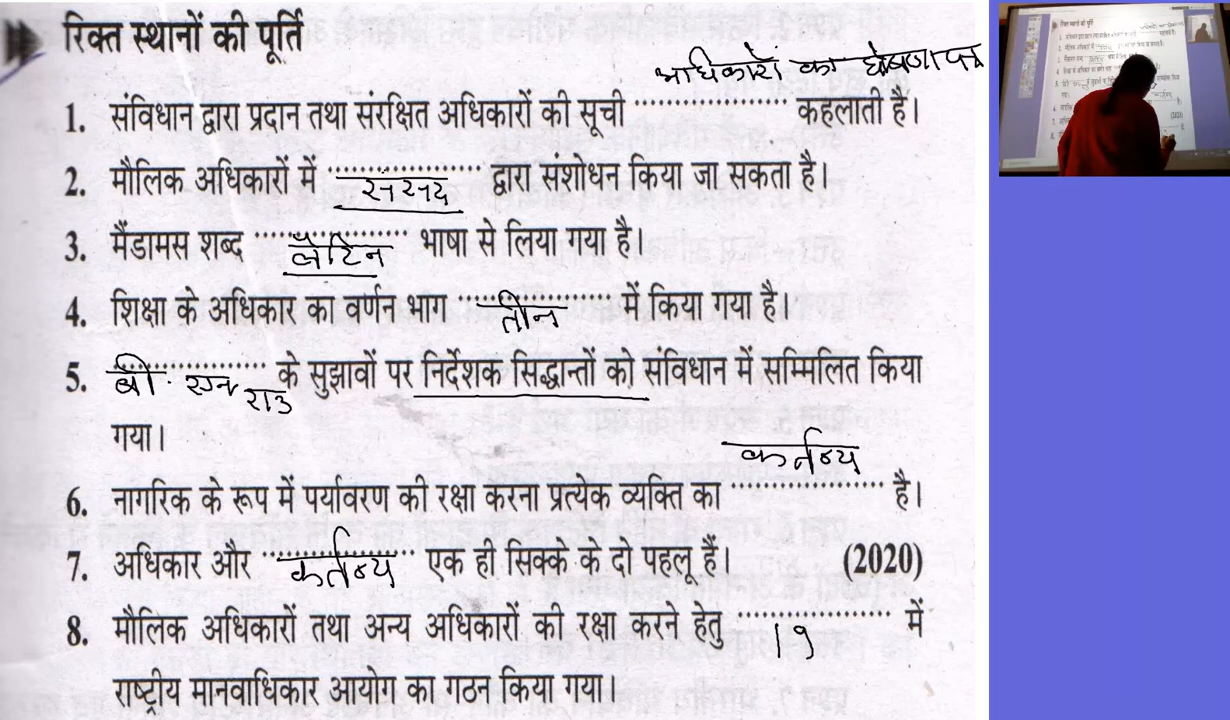 रिक्त स्थानों की पूर्ति
अधिकारों का घोषणा पत्र
1. संविधान द्वारा प्रदान तथा संरक्षित अधिकारों की सूची .................. कहलाती है।
2. मौलिक अधिकारों में .................. द्वारा संशोधन किया जा सकता है।
संसद
3. मैंडामस शब्द .................. भाषा से लिया गया है।
लैटिन
4. शिक्षा के अधिकार का वर्णन भाग .................. में किया गया है।
तीन
5. .................. के सुझावों पर निर्देशक सिद्धान्तों को संविधान में सम्मिलित किया
बी. एन राउ
गया।
कर्तव्य
6. नागरिक के रूप में पर्यावरण की रक्षा करना प्रत्येक व्यक्ति का .................. है।
7. अधिकार और .................. एक ही सिक्के के दो पहलू हैं। (2020)
कर्तव्य
8. मौलिक अधिकारों तथा अन्य अधिकारों की रक्षा करने हेतु .................. में
19
राष्ट्रीय मानवाधिकार आयोग का गठन किया गया।